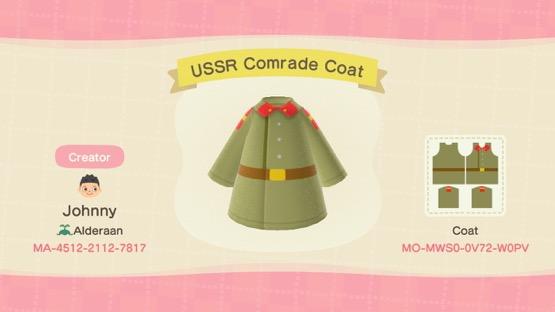 USSR Comrade Coat
Creator
Johnny
Alderaan
MA-4512-2112-7817
Coat
MO-MWS0-0V72-W0PV